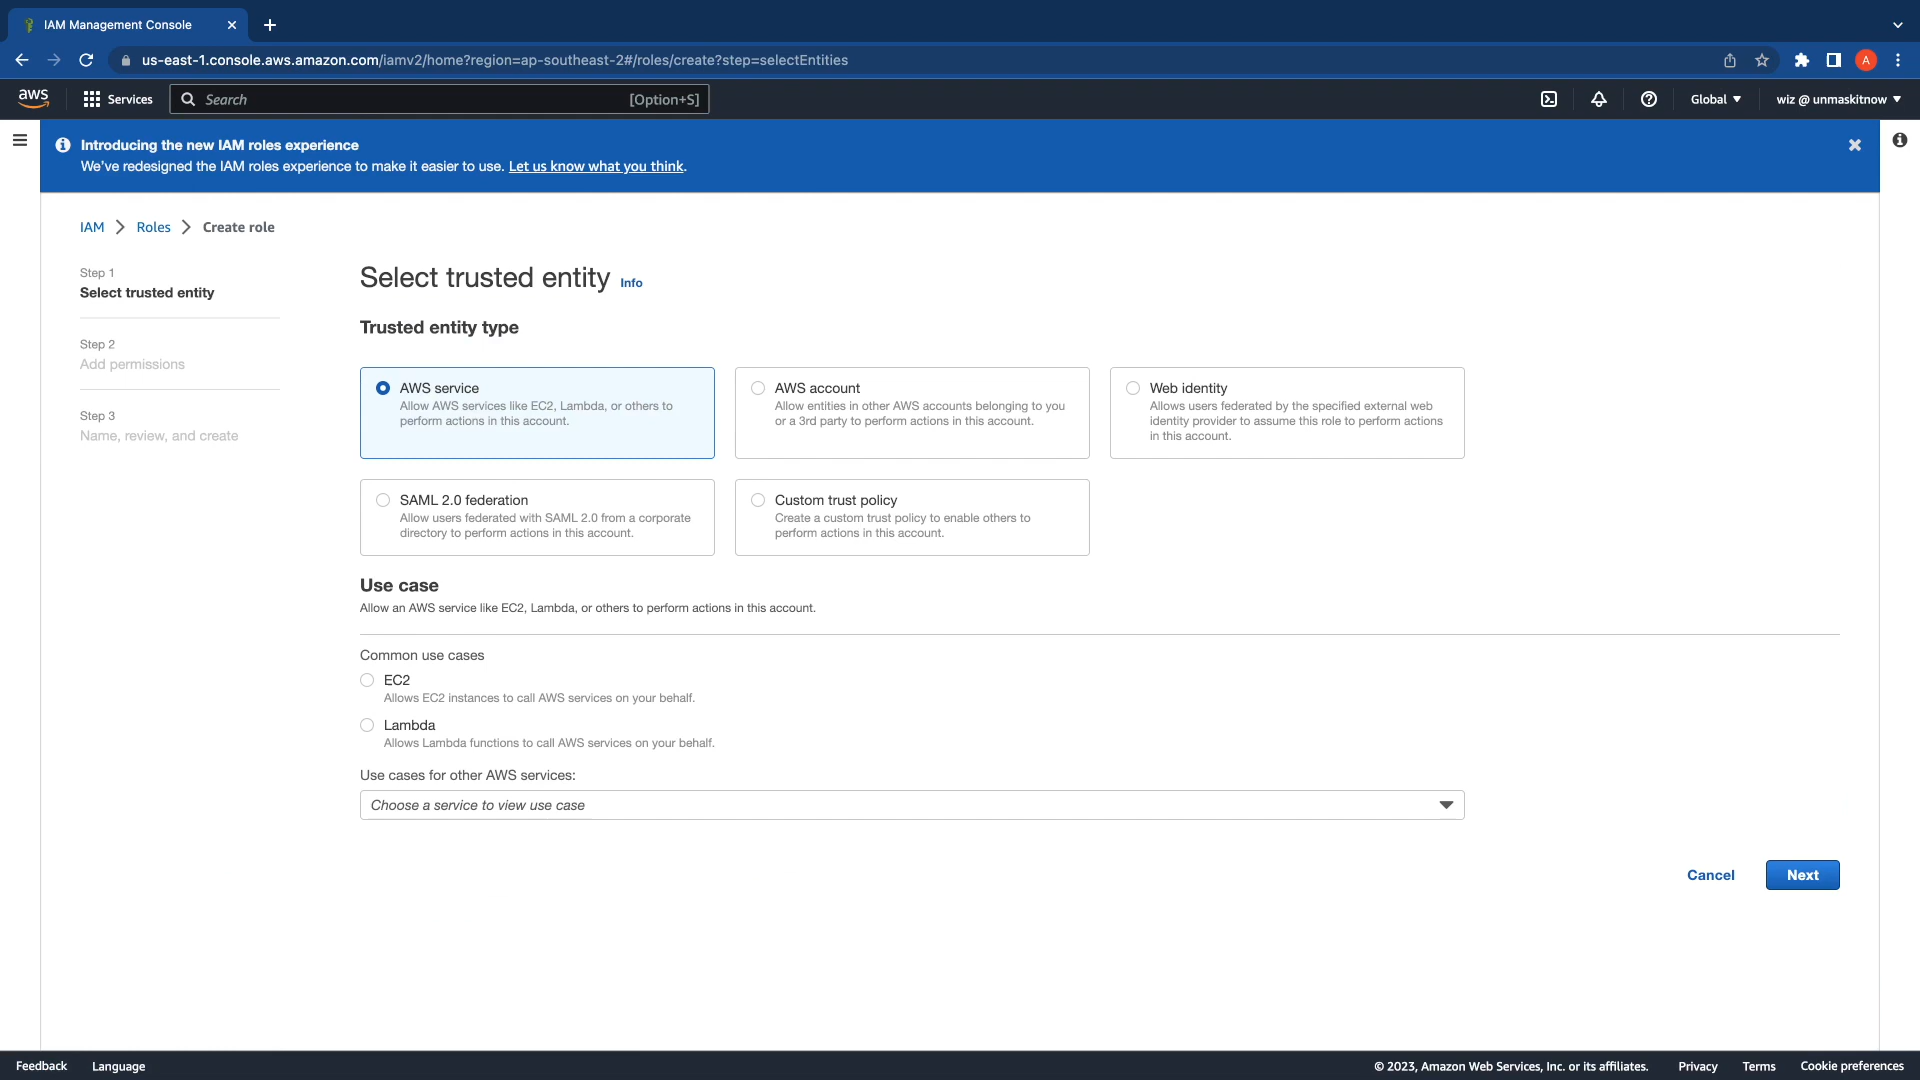 IAM Management Console
us-east-1.console.aws.amazon.com/iamv2/home?region=ap-southeast-2#/roles/create?step=selectEntities
A
aws
Services
Search
[Option+S]
Global
wiz @ unmaskitnow
Introducing the new IAM roles experience
We've redesigned the IAM roles experience to make it easier to use. Let us know what you think.
IAM
Roles
Create role
Step 1
Select trusted entity
Step 2
Add permissions
Step 3
Name, review, and create
Select trusted entity Info
Trusted entity type
AWS service
Allow AWS services like EC2, Lambda, or others to
perform actions in this account.
AWS account
Allow entities in other AWS accounts belonging to you
or a 3rd party to perform actions in this account.
Web identity
Allows users federated by the specified external web
identity provider to assume this role to perform actions
in this account.
SAML 2.0 federation
Allow users federated with SAML 2.0 from a corporate
directory to perform actions in this account.
Custom trust policy
Create a custom trust policy to enable others to
perform actions in this account.
Use case
Allow an AWS service like EC2, Lambda, or others to perform actions in this account.
Common use cases
EC2
Allows EC2 instances to call AWS services on your behalf.
Lambda
Allows Lambda functions to call AWS services on your behalf.
Use cases for other AWS services:
Choose a service to view use case
Cancel
Next
Feedback
Language
© 2023, Amazon Web Services, Inc. or its affiliates.
Privacy
Terms
Cookie preferences